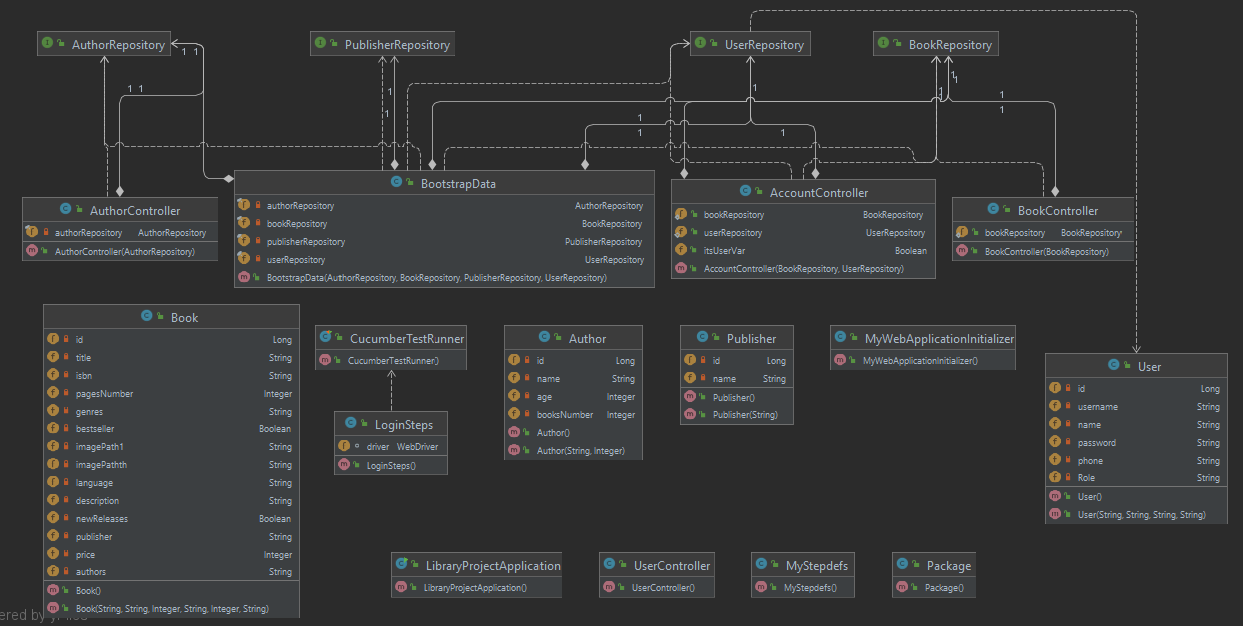 AuthorRepository
PublisherRepository
UserRepository
BookRepository
1
1
1 1
1
1
1
1
1
1
1
1
1
1
1
AuthorController
authorRepository AuthorRepository
AuthorController(AuthorRepository)
BootstrapData
authorRepository AuthorRepository
bookRepository BookRepository
publisherRepository PublisherRepository
userRepository UserRepository
BootstrapData(AuthorRepository, BookRepository, PublisherRepository, UserRepository)
AccountController
bookRepository BookRepository
userRepository UserRepository
itsUserVar Boolean
AccountController(BookRepository, UserRepository)
BookController
bookRepository BookRepository
BookController(BookRepository)
Book
id Long
title String
isbn String
pagesNumber Integer
genres String
bestseller Boolean
imagePath1 String
imagePathth String
language String
description String
newReleases Boolean
publisher String
price Integer
authors String
Book()
Book(String, String, Integer, String, Integer, String)
CucumberTestRunner
CucumberTestRunner()
LoginSteps
driver WebDriver
LoginSteps()
Author
id Long
name String
age Integer
booksNumber Integer
Author()
Author(String, Integer)
Publisher
id Long
name String
Publisher()
Publisher(String)
MyWebApplicationInitializer
MyWebApplicationInitializer()
User
id Long
username String
name String
password String
phone String
Role String
User()
User(String, String, String, String)
LibraryProjectApplication
LibraryProjectApplication()
UserController
UserController()
MyStepdefs
MyStepdefs()
Package
Package()
ered by yFiles